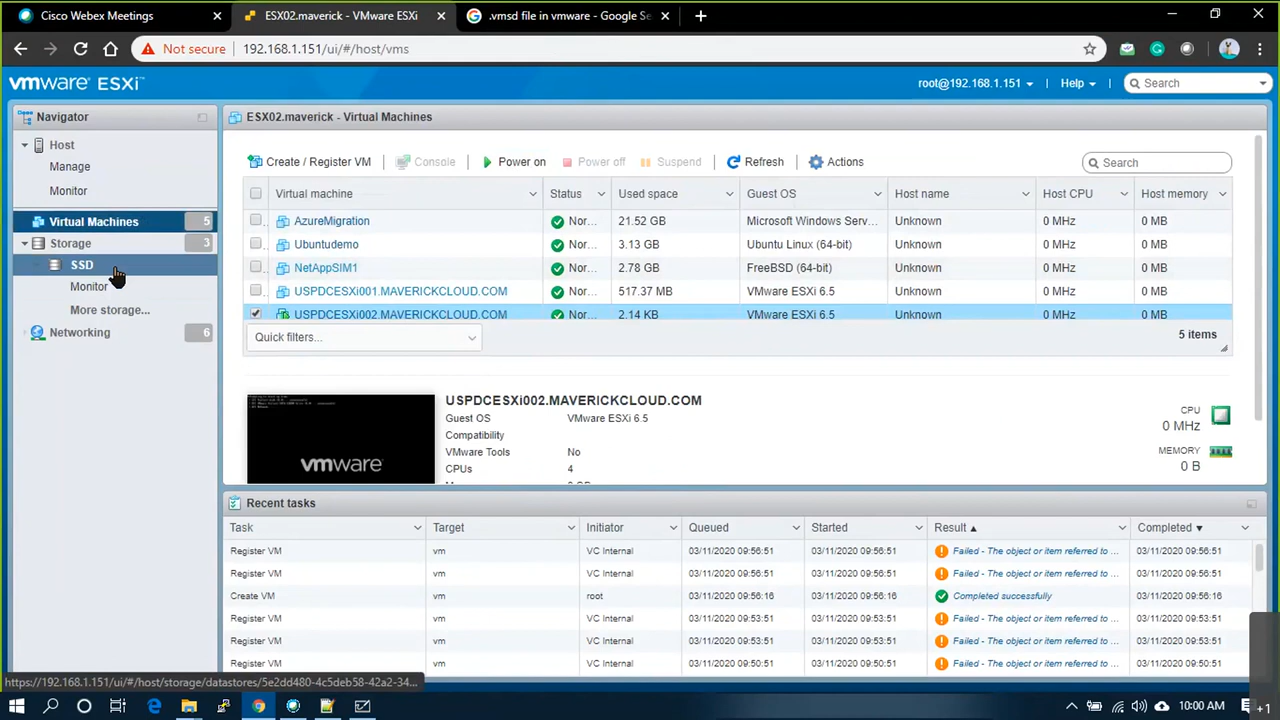 Cisco Webex Meetings
ESX02.maverick - VMware ESXi
.vmsd file in vmware - Google Se
Not secure 192.168.1.151/ui/#/host/vms
vmware ESXi
root@192.168.1.151 Help Search
Navigator
Host
Manage
Monitor
Virtual Machines 5
Storage 3
SSD
Monitor
More storage...
Networking 6
ESX02.maverick - Virtual Machines
Create / Register VM Console Power on Power off Suspend Refresh Actions Search
Virtual machine Status Used space Guest OS Host name Host CPU Host memory
AzureMigration Nor... 21.52 GB Microsoft Windows Serv... Unknown 0 MHz 0 MB
Ubuntudemo Nor... 3.13 GB Ubuntu Linux (64-bit) Unknown 0 MHz 0 MB
NetAppSIM1 Nor... 2.78 GB FreeBSD (64-bit) Unknown 0 MHz 0 MB
USPDCESXi001.MAVERICKCLOUD.COM Nor... 517.37 MB VMware ESXi 6.5 Unknown 0 MHz 0 MB
USPDCESXi002.MAVERICKCLOUD.COM Nor... 2.14 KB VMware ESXi 6.5 Unknown 0 MHz 0 MB
Quick filters... 5 items
vmware
USPDCESXi002.MAVERICKCLOUD.COM
Guest OS VMware ESXi 6.5
Compatibility
VMware Tools No
CPUs 4
CPU
0 MHz
MEMORY
0 B
Recent tasks
Task Target Initiator Queued Started Result Completed
Register VM vm VC Internal 03/11/2020 09:56:51 03/11/2020 09:56:51 Failed - The object or item referred to ... 03/11/2020 09:56:51
Register VM vm VC Internal 03/11/2020 09:56:51 03/11/2020 09:56:51 Failed - The object or item referred to ... 03/11/2020 09:56:51
Create VM vm root 03/11/2020 09:56:16 03/11/2020 09:56:16 Completed successfully 03/11/2020 09:56:16
Register VM vm VC Internal 03/11/2020 09:53:51 03/11/2020 09:53:51 Failed - The object or item referred to ... 03/11/2020 09:53:51
Register VM vm VC Internal 03/11/2020 09:53:51 03/11/2020 09:53:51 Failed - The object or item referred to ... 03/11/2020 09:53:51
Register VM vm VC Internal 03/11/2020 09:50:51 03/11/2020 09:50:51 Failed - The object or item referred to ... 03/11/2020 09:50:51
https://192.168.1.151/ui/#/host/storage/datastores/5e2dd480-4c5deb58-42a2-34...
10:00 AM
+1